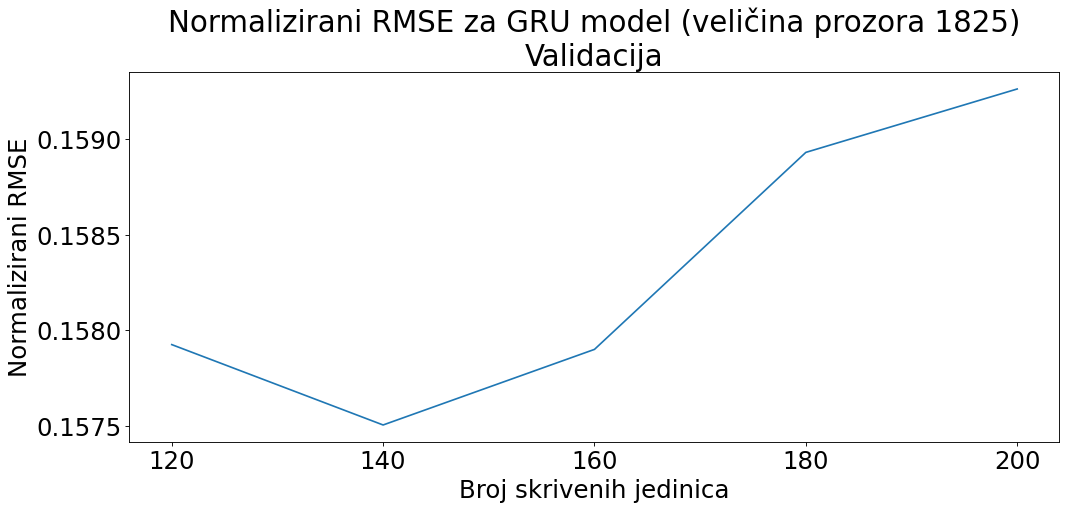 Normalizirani RMSE za GRU model (veličina prozora 1825)
Validacija
Normalizirani RMSE
0.1590
0.1585
0.1580
0.1575
120 140 160 180 200
Broj skrivenih jedinica